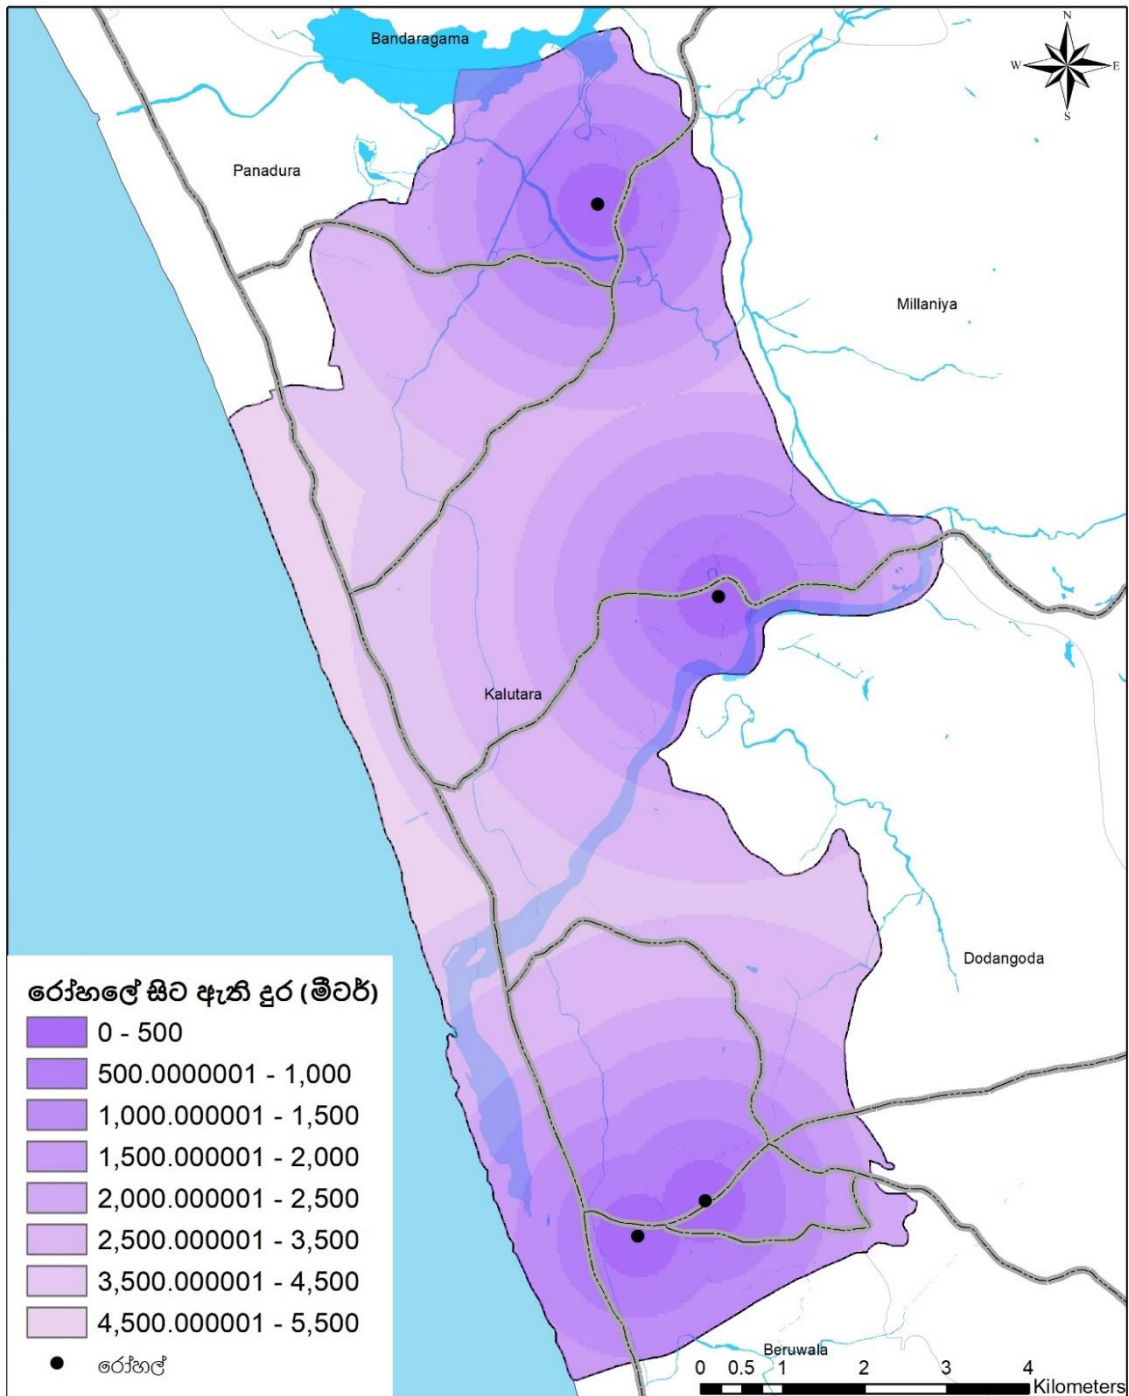 N
Bandaragama
W E
S
Panadura
Millaniya
Kalutara
Dodangoda
රෝහලේ සිට ඇති දුර (මීටර්)
0 - 500
500.0000001 - 1,000
1,000.000001 - 1,500
1,500.000001 - 2,000
2,000.000001 - 2,500
2,500.000001 - 3,500
3,500.000001 - 4,500
4,500.000001 - 5,500
රෝහල්
Beruwala
0 0.5 1 2 3 4
Kilometers